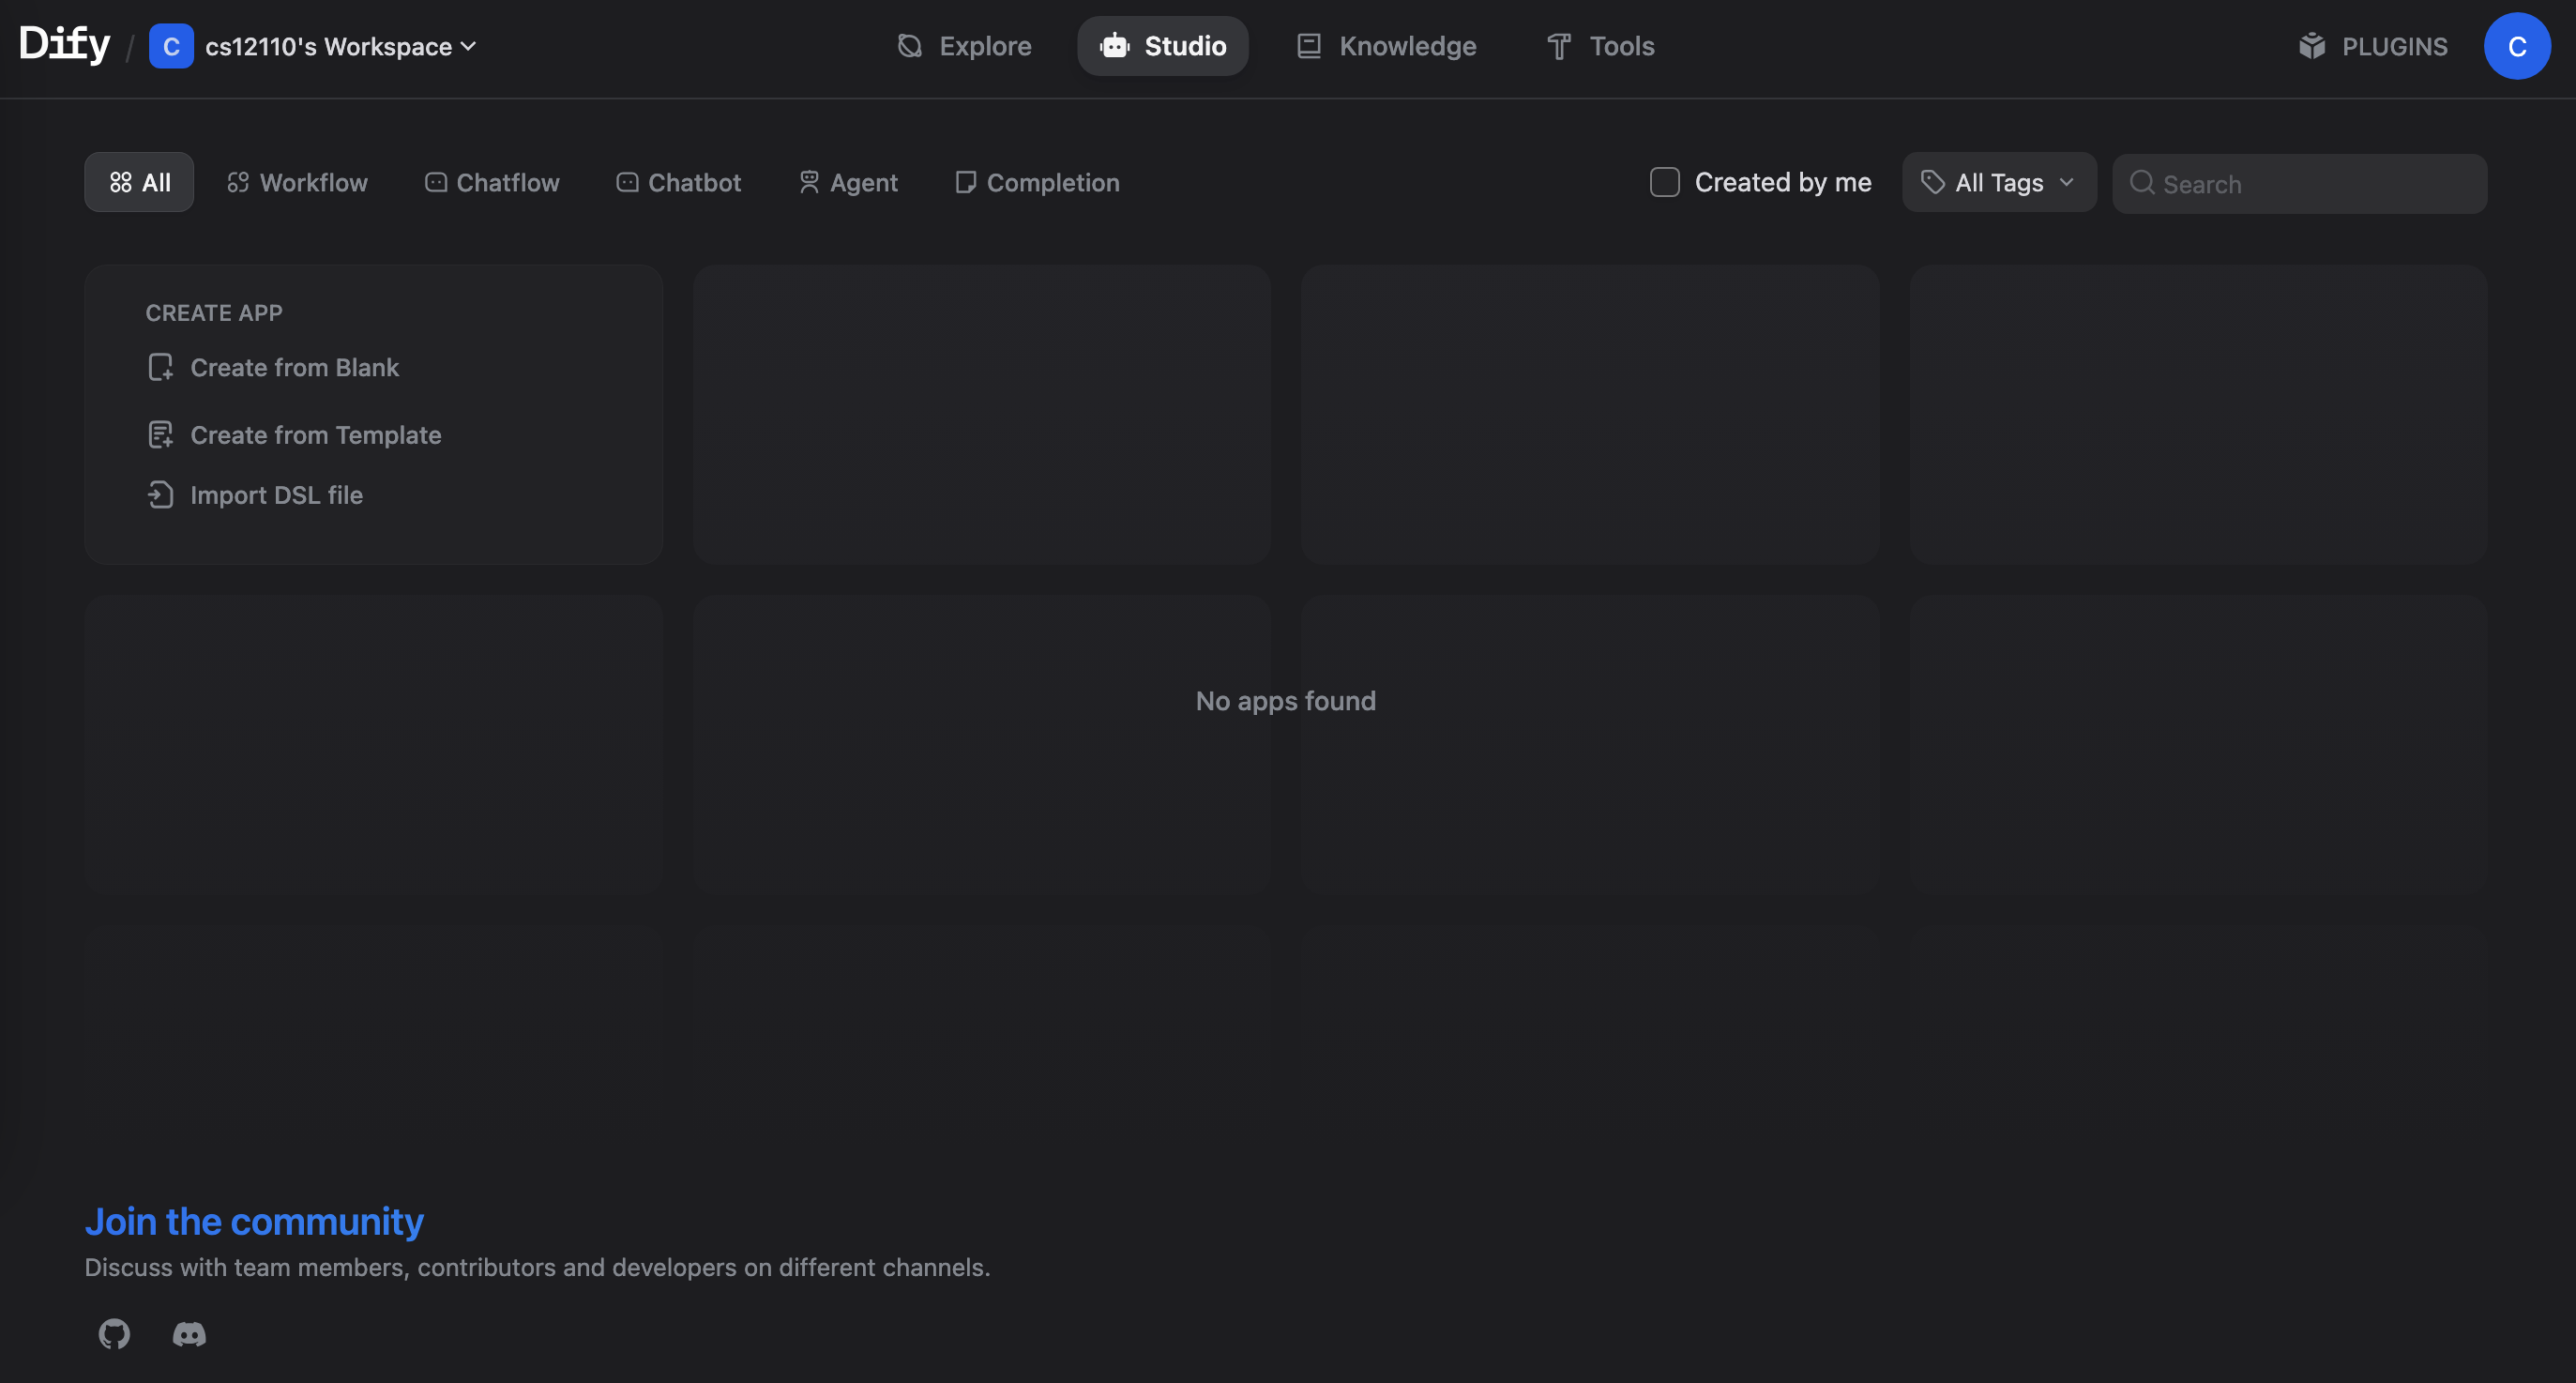 Dify / C cs12110's Workspace Explore Studio Knowledge Tools PLUGINS C
All Workflow Chatflow Chatbot Agent Completion Created by me All Tags Search
CREATE APP
Create from Blank
Create from Template
Import DSL file
No apps found
Join the community
Discuss with team members, contributors and developers on different channels.